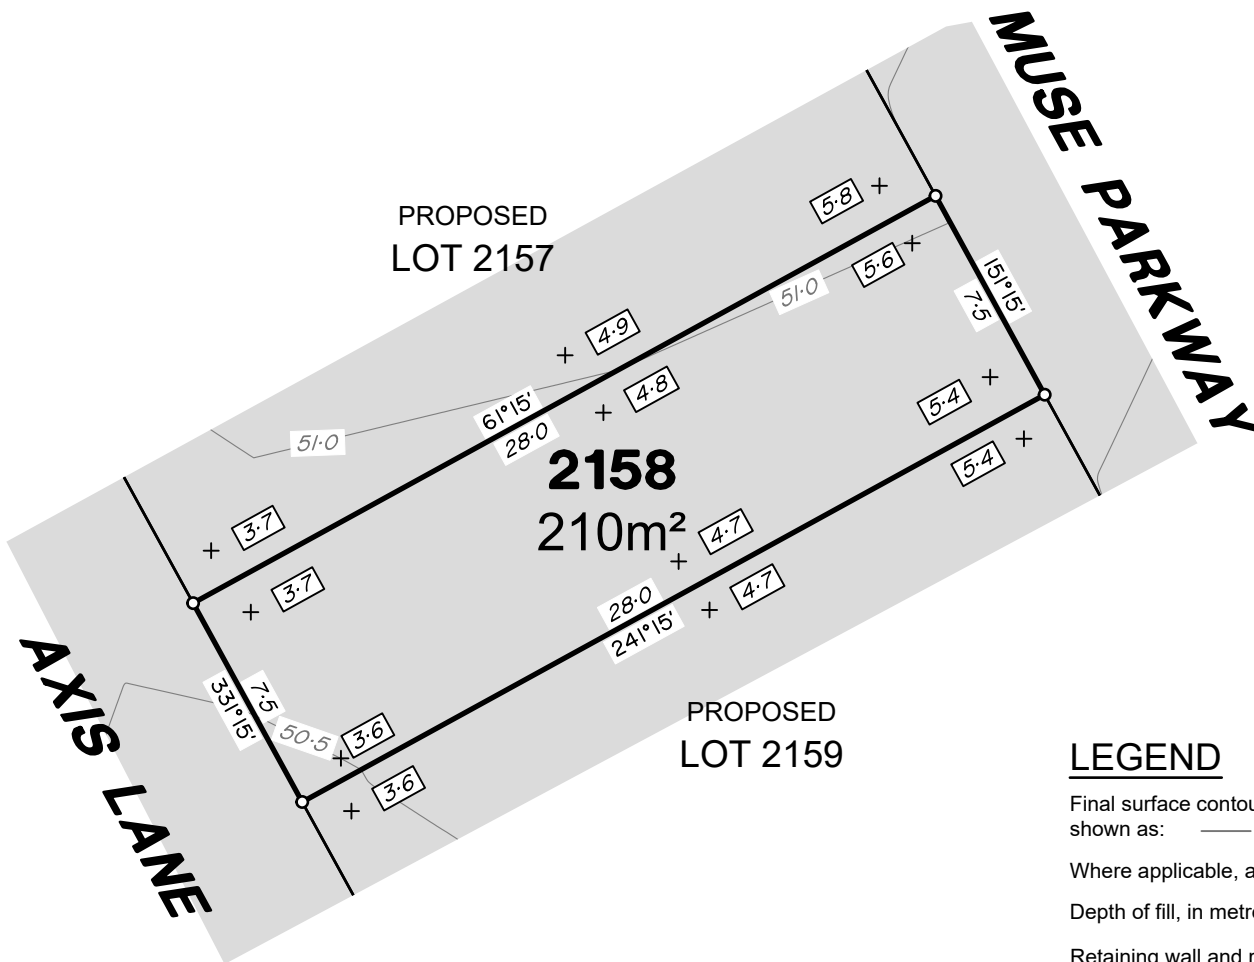 MUSE PARKWAY
PROPOSED
LOT 2157
5·8
5·6
51·0
151°15'
7·5
4·9
4·8
61°15'
28·0
51·0
5·4
5·4
2158
210m²
3·7
3·7
4·7
4·7
28·0
241°15'
AXIS LANE
331°15'
7·5
50·5
3·6
3·6
PROPOSED
LOT 2159
LEGEND
Final surface contou
shown as:
Where applicable, a
Depth of fill, in metr